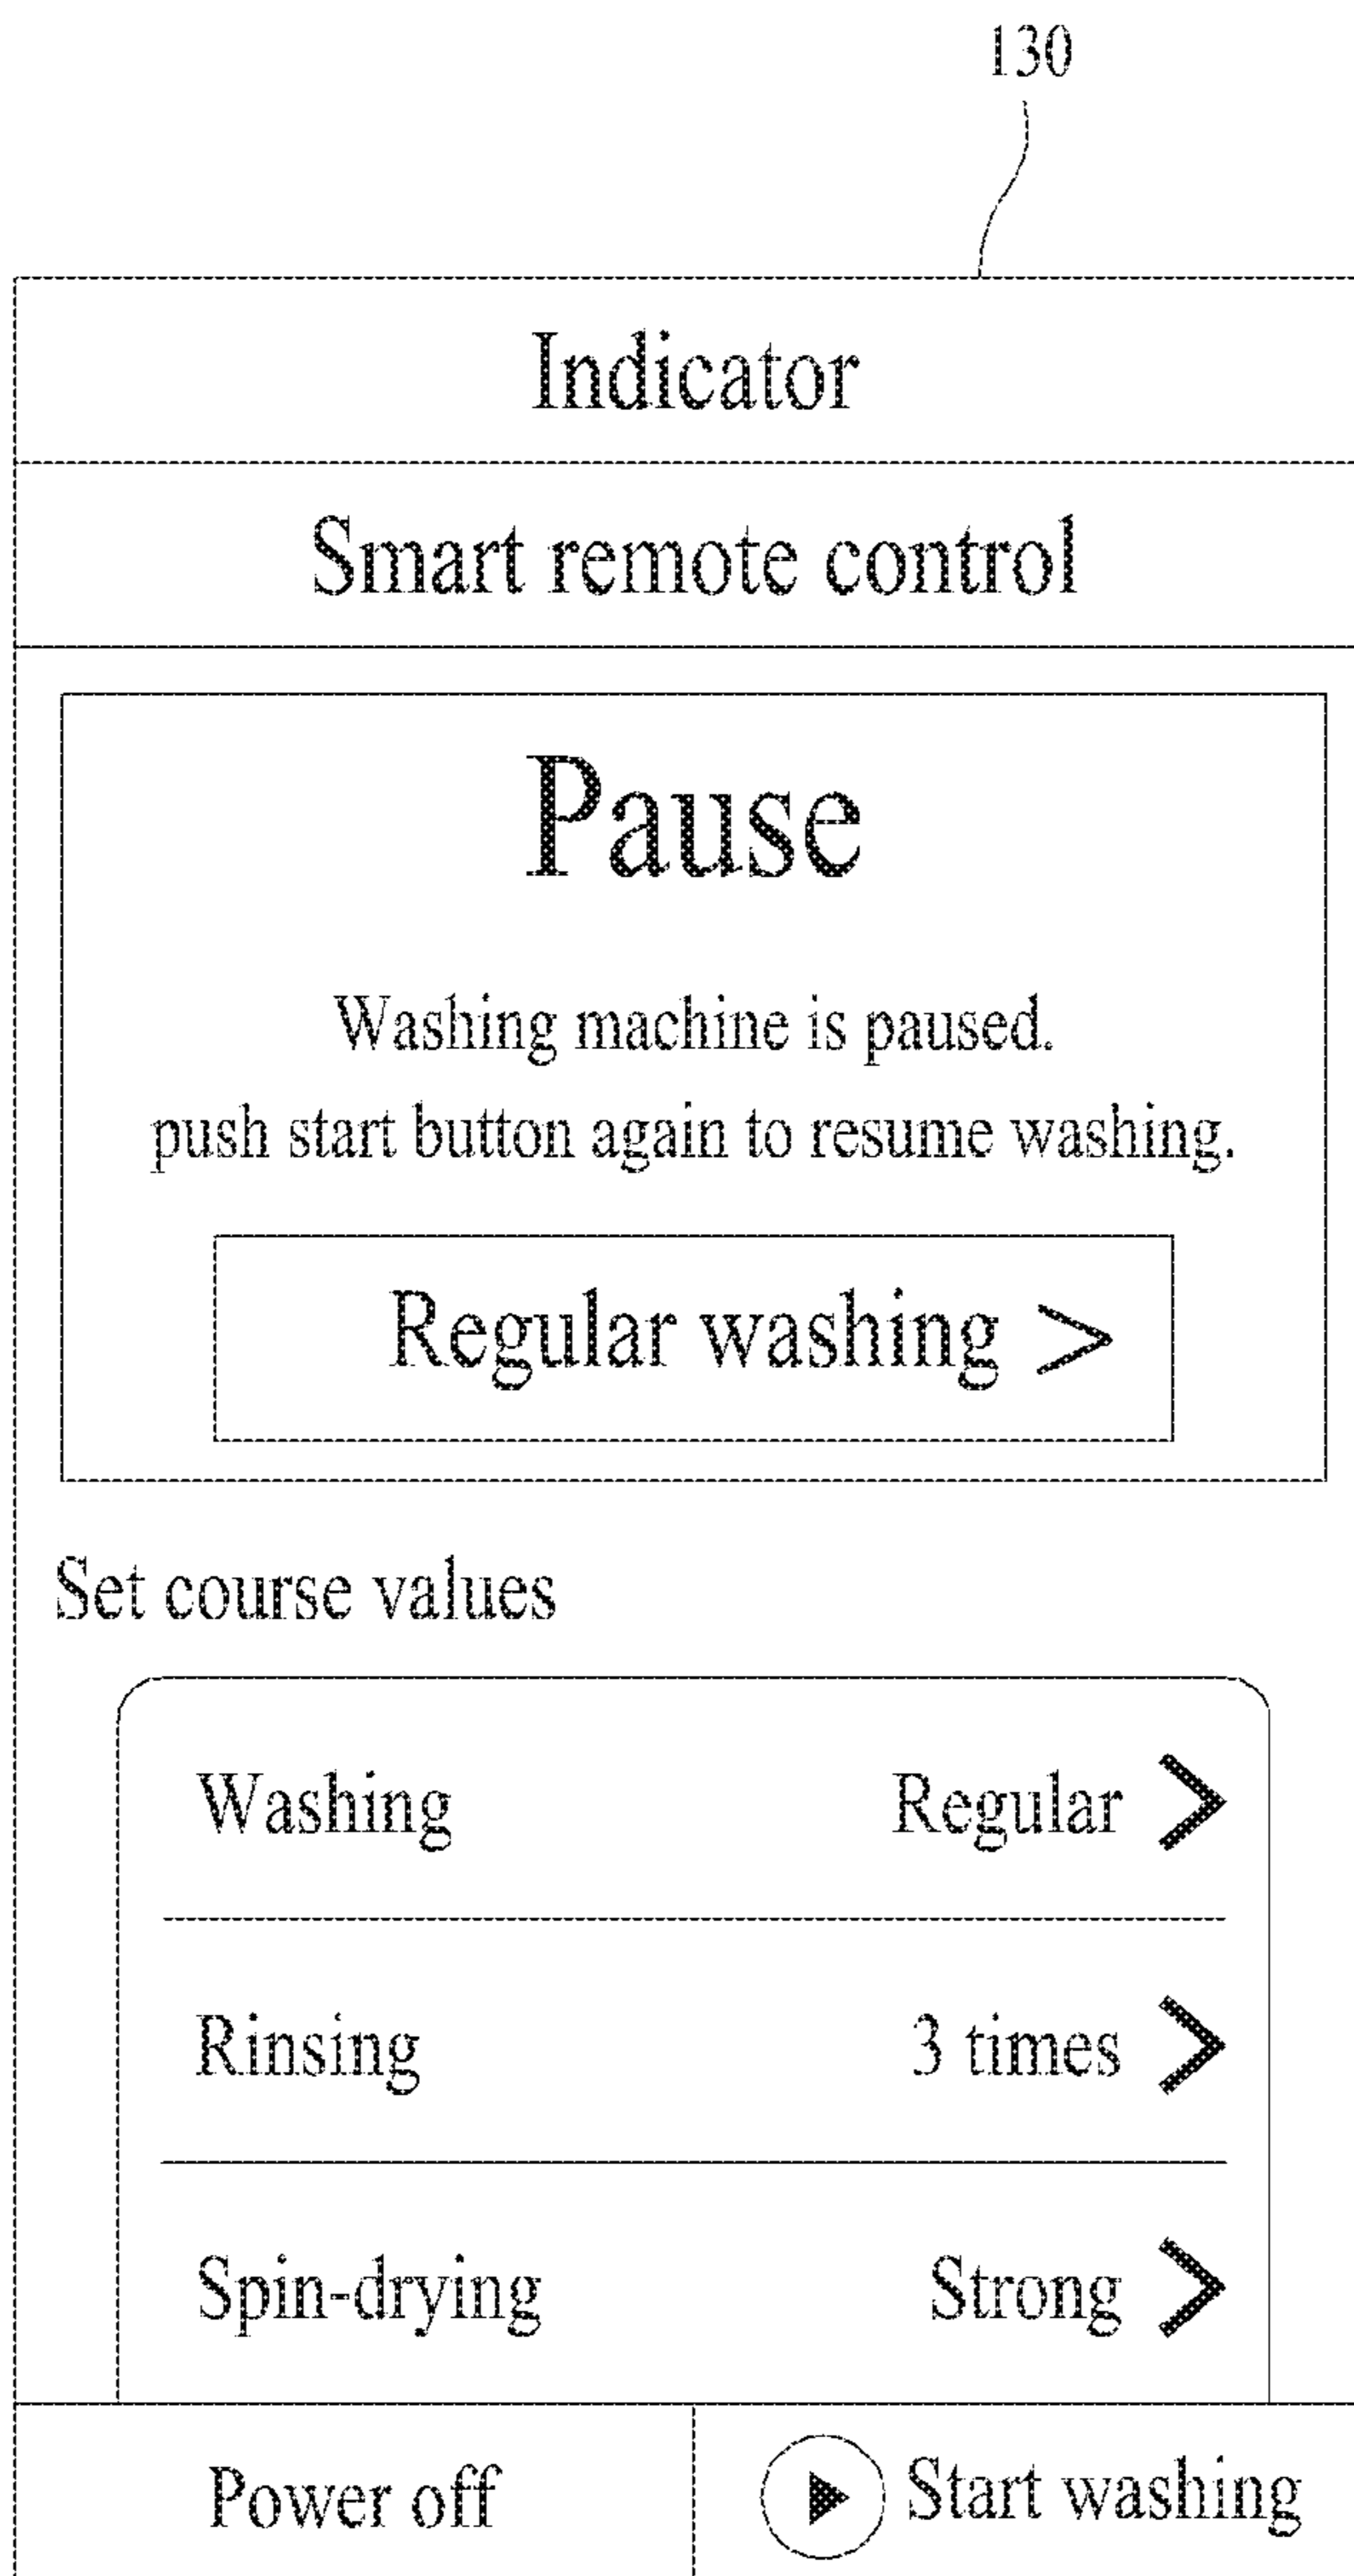 130
Indicator
Smart remote control
Pause
Washing machine is paused.
push start button again to resume washing.
Regular washing >
Set course values
Washing Regular >
Rinsing 3 times >
Spin-drying Strong >
Power off Start washing